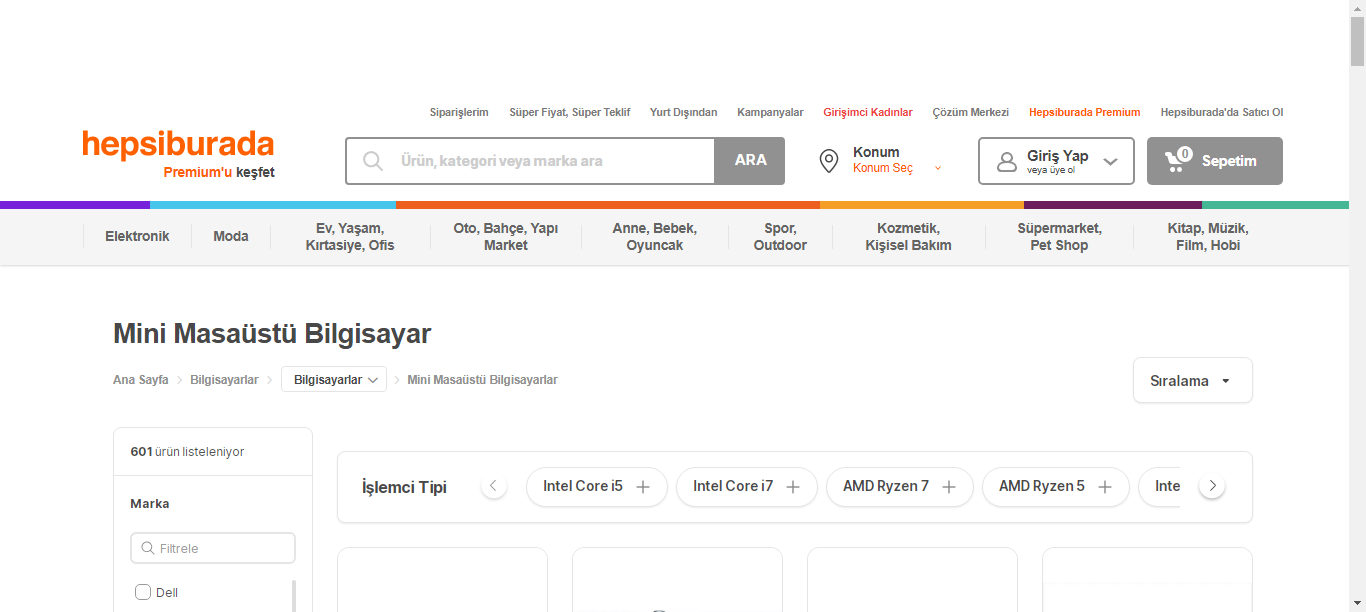 Siparişlerim Süper Fiyat, Süper Teklif Yurt Dışından Kampanyalar Girişimci Kadınlar Çözüm Merkezi Hepsiburada Premium Hepsiburada'da Satıcı Ol
hepsiburada
Premium'u keşfet
Ürün, kategori veya marka ara
ARA
Konum
Konum Seç
Giriş Yap
veya üye ol
0
Sepetim
Elektronik
Moda
Ev, Yaşam,
Kırtasiye, Ofis
Oto, Bahçe, Yapı
Market
Anne, Bebek,
Oyuncak
Spor,
Outdoor
Kozmetik,
Kişisel Bakım
Süpermarket,
Pet Shop
Kitap, Müzik,
Film, Hobi
Mini Masaüstü Bilgisayar
Ana Sayfa Bilgisayarlar Bilgisayarlar Mini Masaüstü Bilgisayarlar
Sıralama
601 ürün listeleniyor
Marka
Filtrele
Dell
İşlemci Tipi Intel Core i5 Intel Core i7 AMD Ryzen 7 AMD Ryzen 5 Inte